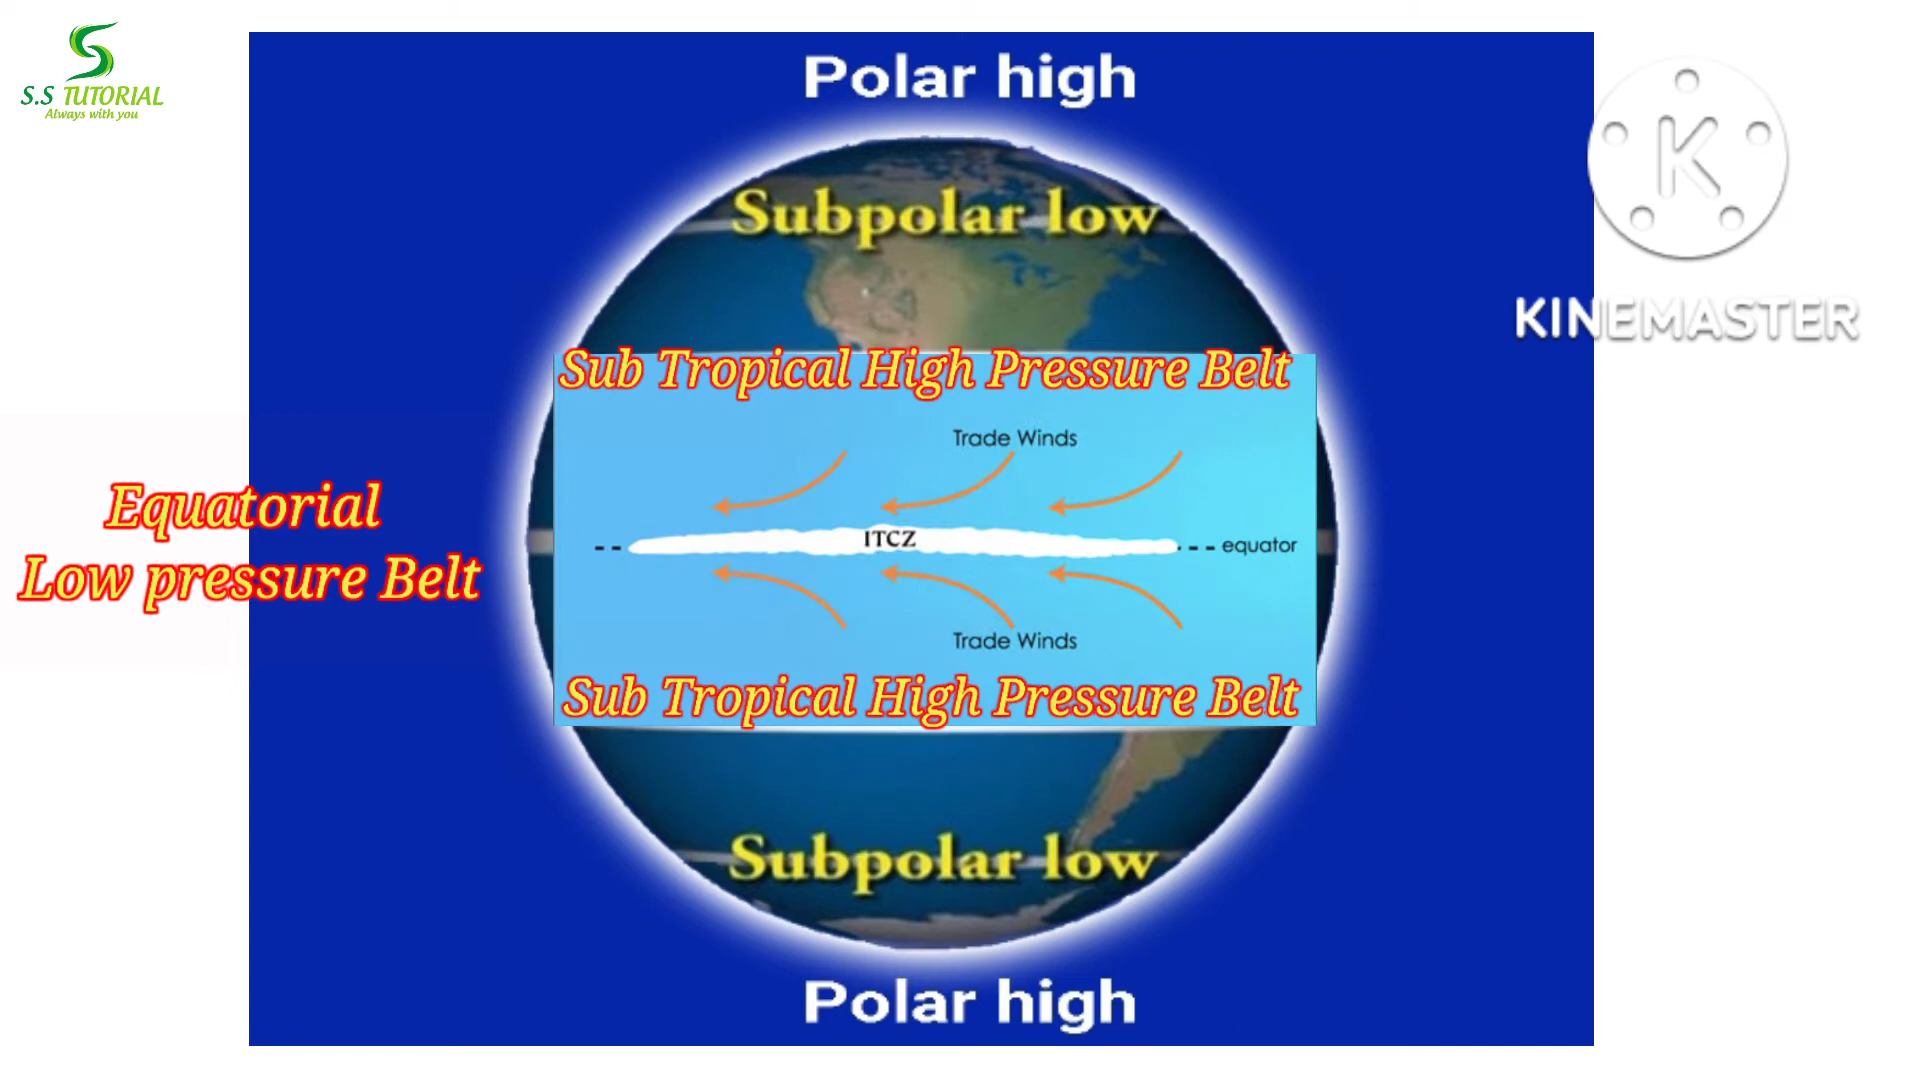 S.S TUTORIAL
Always with you
Polar high
K
KINEMASTER
Subpolar low
Sub Tropical High Pressure Belt
Trade Winds
Equatorial
Low pressure Belt
ITCZ
equator
Trade Winds
Sub Tropical High Pressure Belt
Subpolar low
Polar high